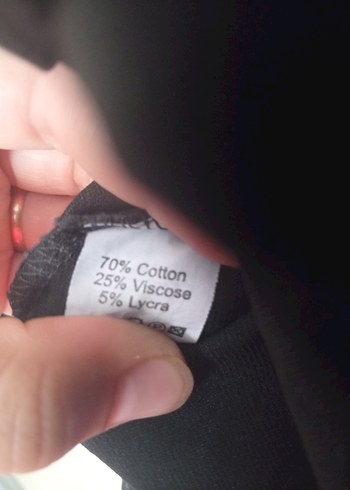 70% Cotton
25% Viscose
5% Lycra